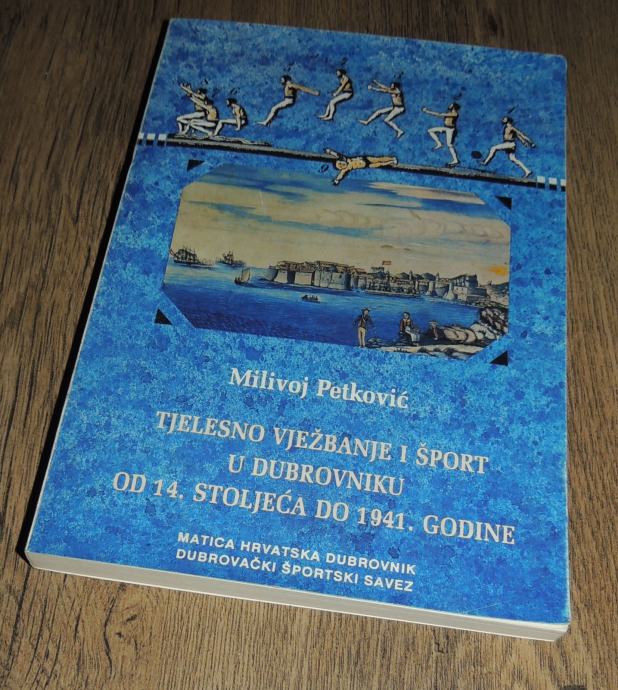 Milivoj Petković
TJELESNO VJEŽBANJE I ŠPORT
U DUBROVNIKU
OD 14. STOLJEĆA DO 1941. GODINE
MATICA HRVATSKA DUBROVNIK
DUBROVAČKI ŠPORTSKI SAVEZ